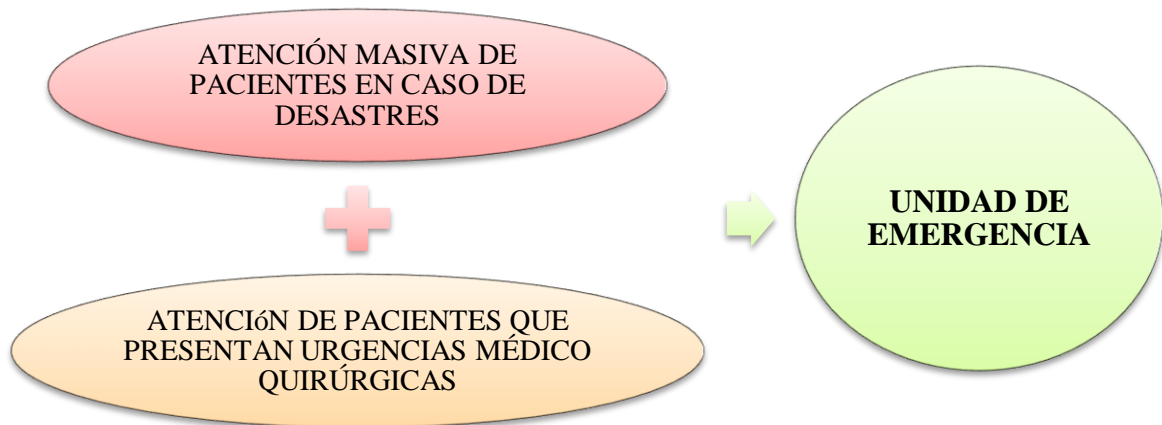 ATENCIÓN MASIVA DE
PACIENTES EN CASO DE
DESASTRES
ATENCIóN DE PACIENTES QUE
PRESENTAN URGENCIAS MÉDICO
QUIRÚRGICAS
UNIDAD DE
EMERGENCIA